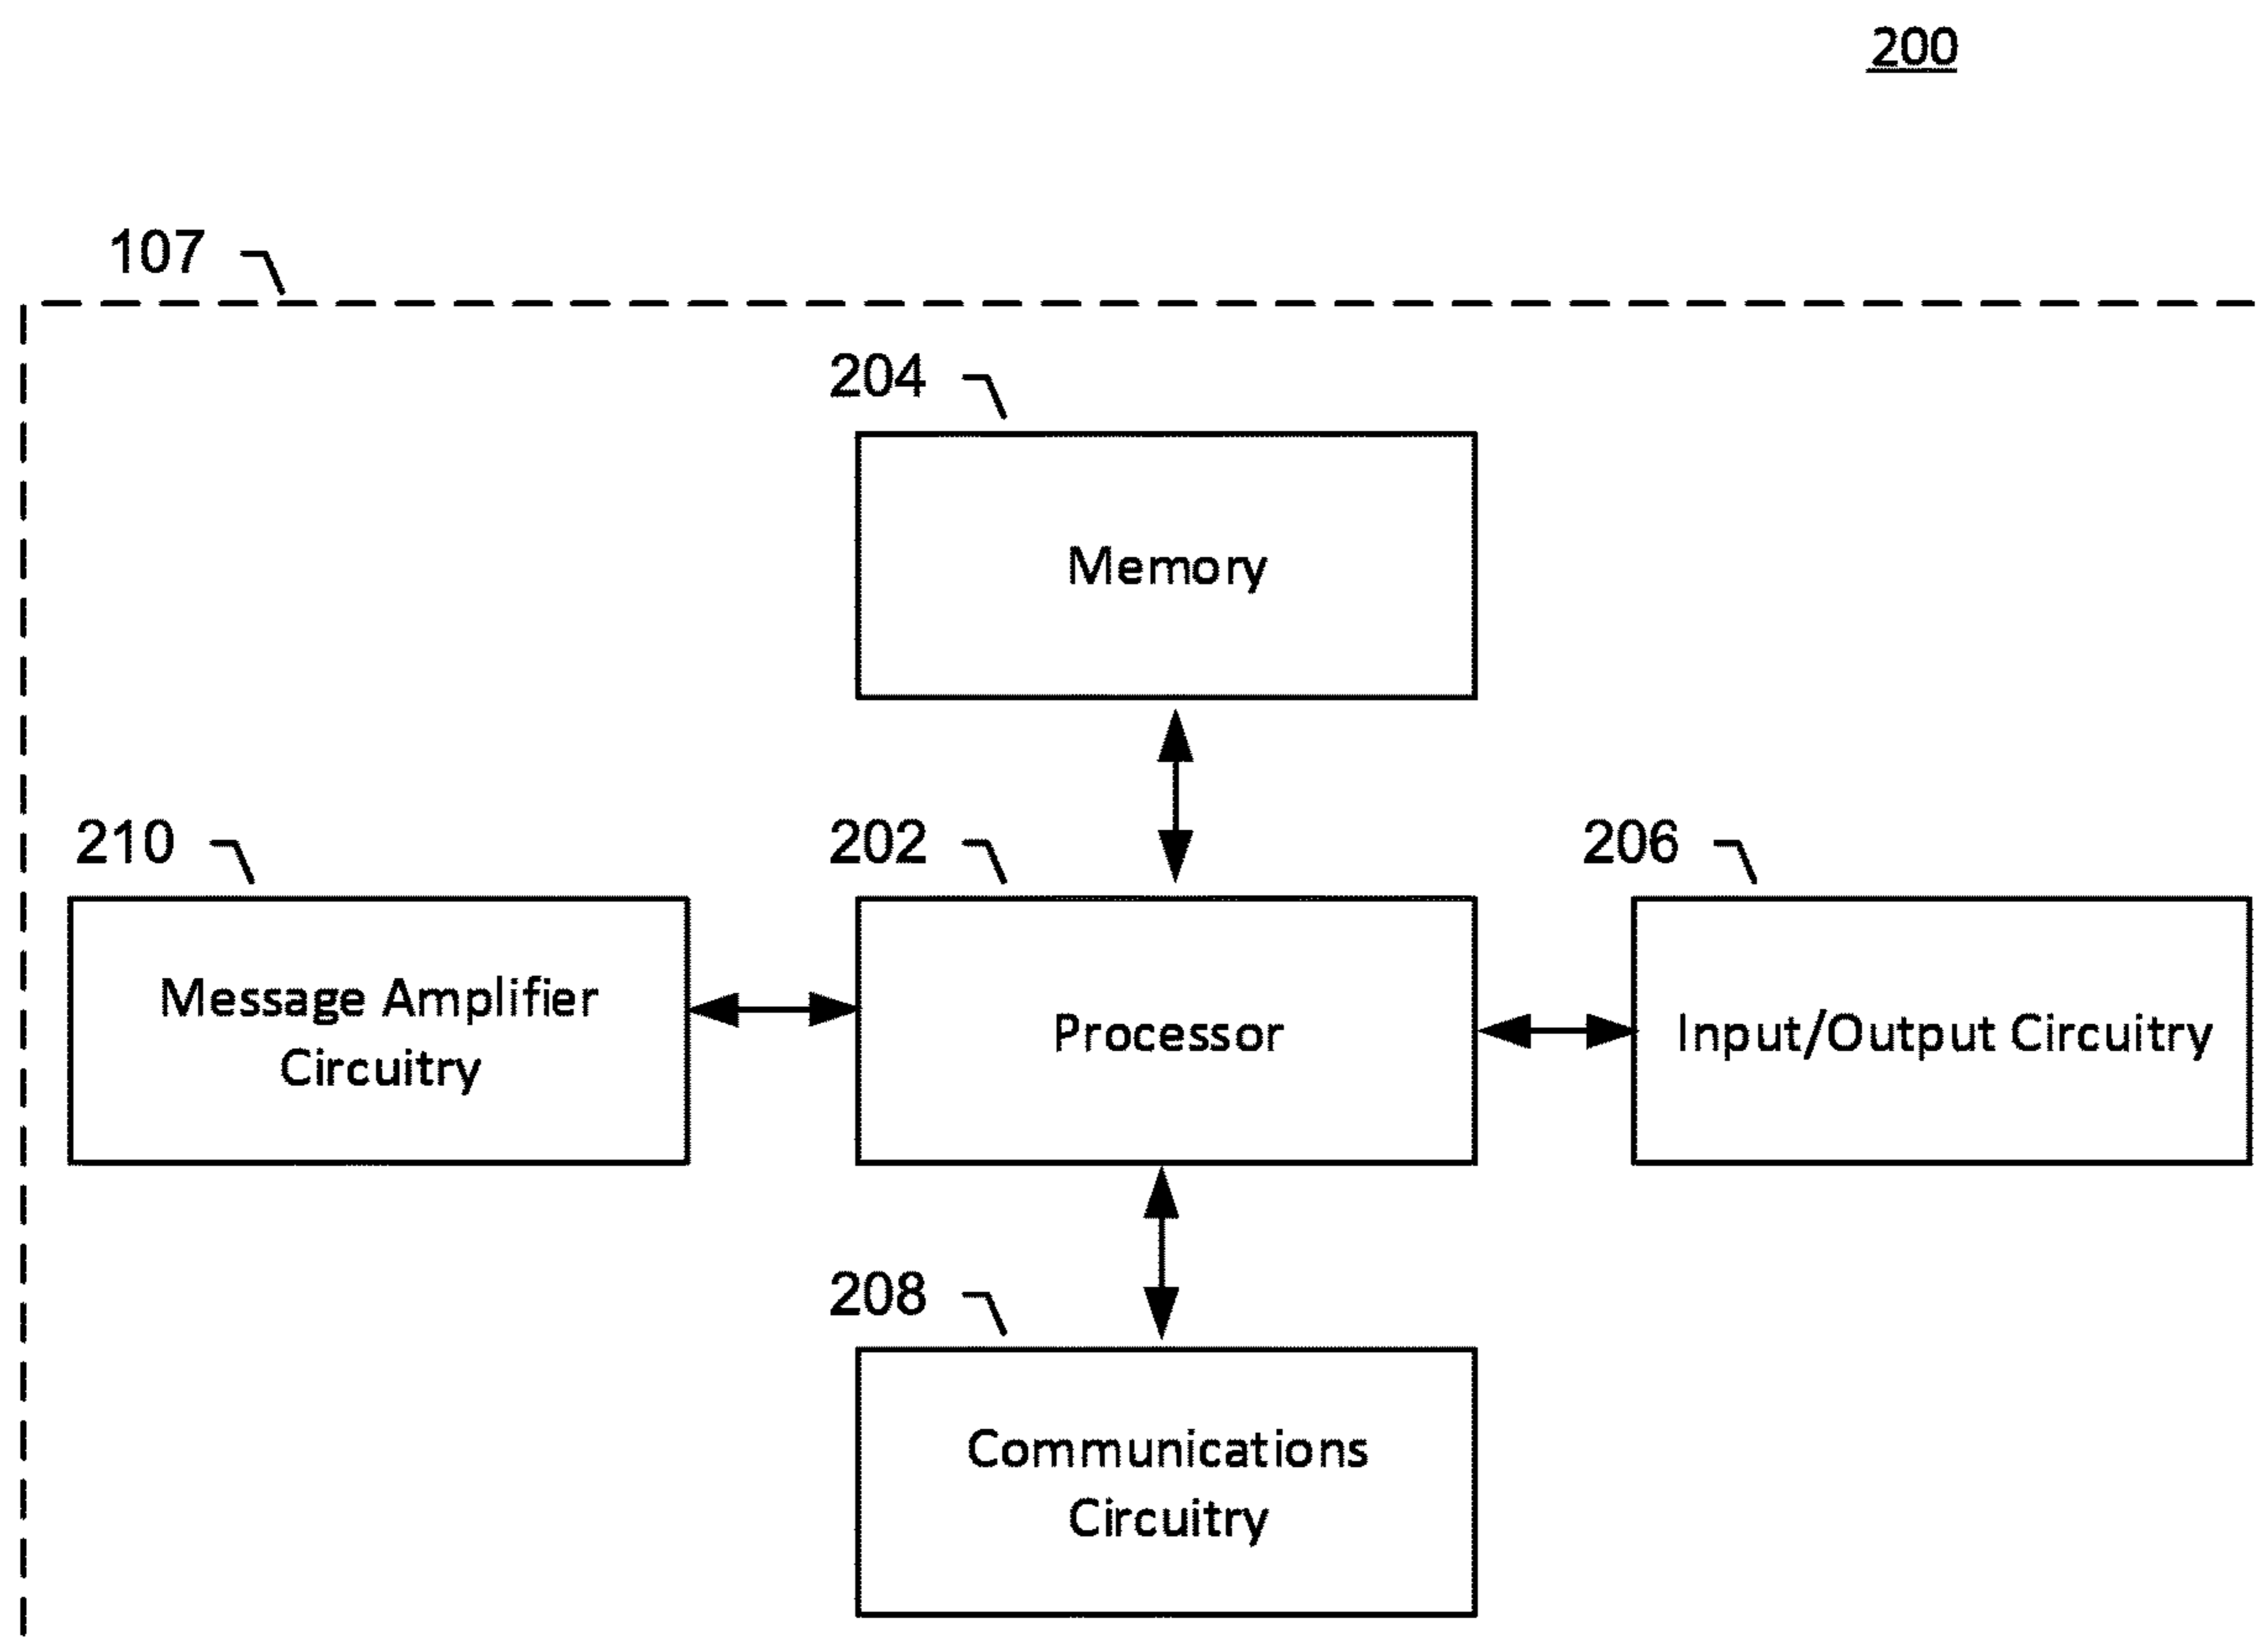 200
107
204
Memory
210
202
206
Message Amplifier
Circuitry
Processor
Input/Output Circuitry
208
Communications
Circuitry